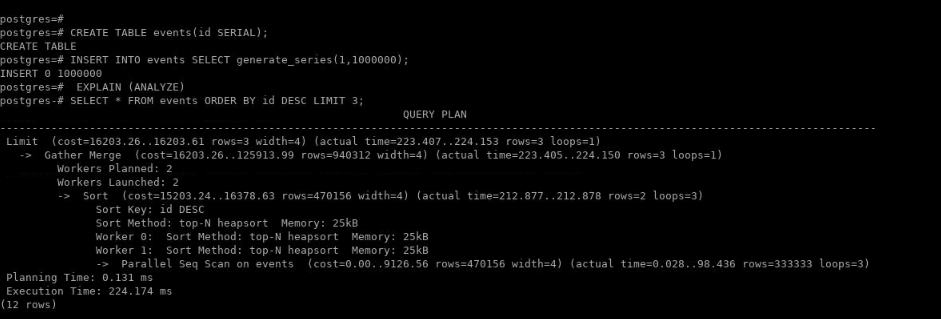 postgres=#
postgres=# CREATE TABLE events(id SERIAL);
CREATE TABLE
postgres=# INSERT INTO events SELECT generate_series(1,1000000);
INSERT 0 1000000
postgres=#  EXPLAIN (ANALYZE)
postgres-# SELECT * FROM events ORDER BY id DESC LIMIT 3;
                                                                  QUERY PLAN
-----------------------------------------------------------------------------------------------------------------------------------------------
 Limit  (cost=16203.26..16203.61 rows=3 width=4) (actual time=223.407..224.153 rows=3 loops=1)
   ->  Gather Merge  (cost=16203.26..125913.99 rows=940312 width=4) (actual time=223.405..224.150 rows=3 loops=1)
         Workers Planned: 2
         Workers Launched: 2
         ->  Sort  (cost=15203.24..16378.63 rows=470156 width=4) (actual time=212.877..212.878 rows=2 loops=3)
               Sort Key: id DESC
               Sort Method: top-N heapsort  Memory: 25kB
               Worker 0:  Sort Method: top-N heapsort  Memory: 25kB
               Worker 1:  Sort Method: top-N heapsort  Memory: 25kB
               ->  Parallel Seq Scan on events  (cost=0.00..9126.56 rows=470156 width=4) (actual time=0.028..98.436 rows=333333 loops=3)
 Planning Time: 0.131 ms
 Execution Time: 224.174 ms
(12 rows)